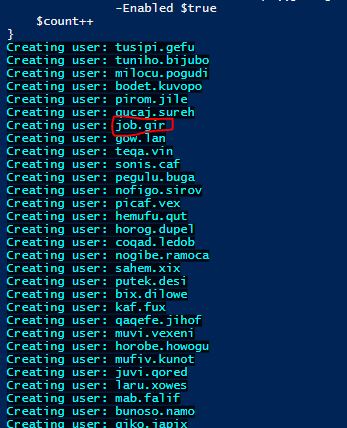 -Enabled $true
$count++
}
Creating user: tusipi.gefu
Creating user: tuniho.bijubo
Creating user: milocu.pogudi
Creating user: bodet.kuvopo
Creating user: pirom.jile
Creating user: qucaj.sureh
Creating user: job.gir
Creating user: gow.lan
Creating user: teqa.vin
Creating user: sonis.caf
Creating user: pegulu.buga
Creating user: nofigo.sirov
Creating user: picaf.vex
Creating user: hemufu.qut
Creating user: horog.dupel
Creating user: coqad.ledob
Creating user: nogibe.ramoca
Creating user: sahem.xix
Creating user: putek.desi
Creating user: bix.dilowe
Creating user: kaf.fux
Creating user: qaqefe.jihof
Creating user: muvi.vexeni
Creating user: horobe.howogu
Creating user: mufiv.kunot
Creating user: juvi.qored
Creating user: laru.xowes
Creating user: mab.falif
Creating user: bunoso.namo
Creating user: giko.japix